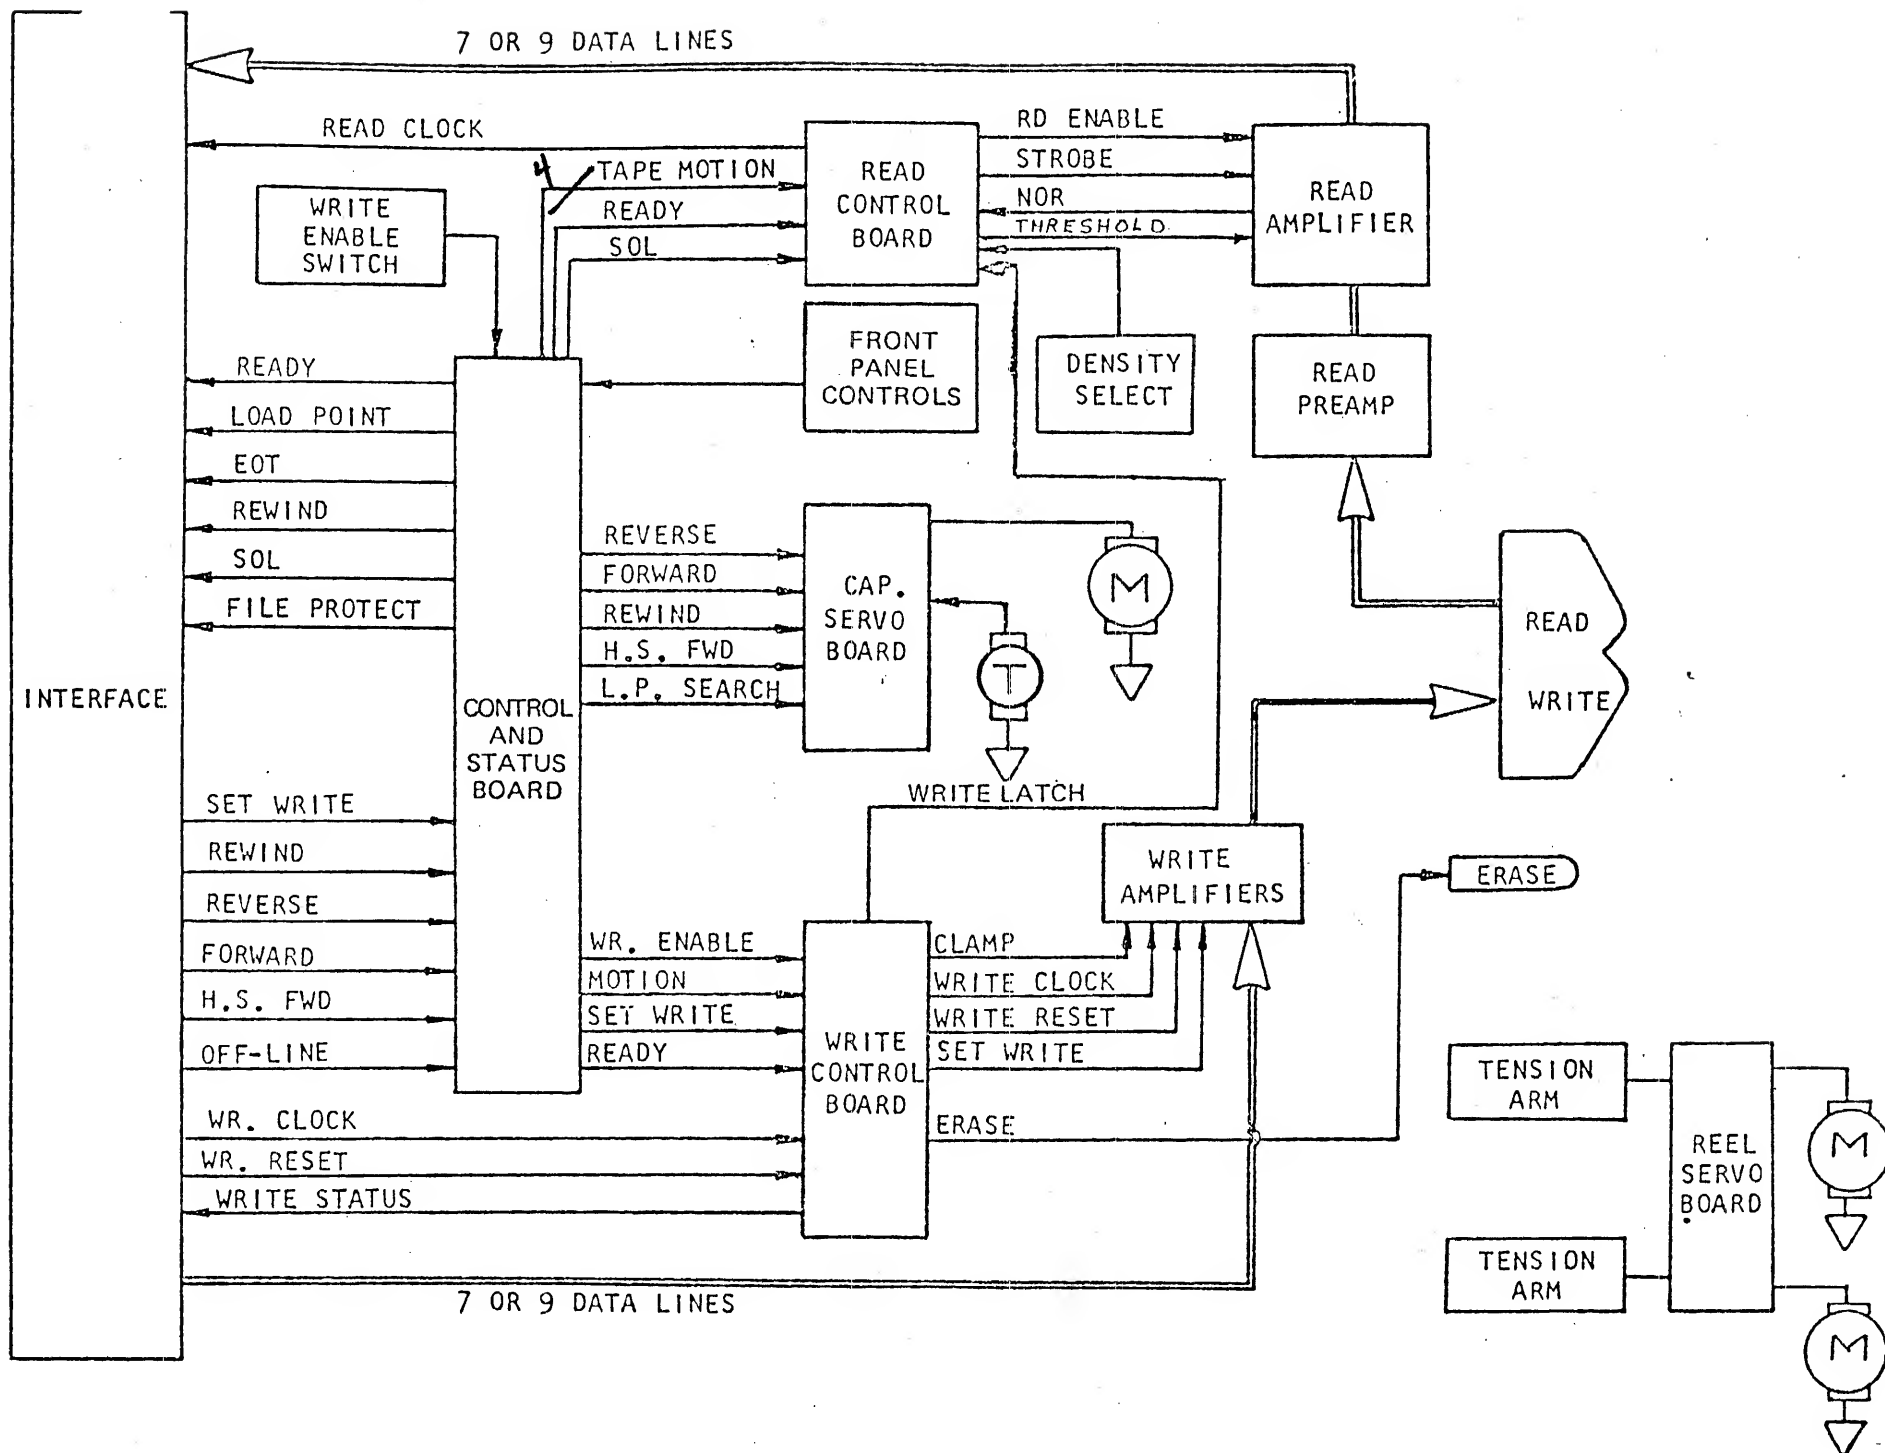 7 OR 9 DATA LINES
READ CLOCK
4
TAPE MOTION
READY
SOL
WRITE
ENABLE
SWITCH
READ
CONTROL
BOARD
RD ENABLE
STROBE
NOR
THRESHOLD
READ
AMPLIFIER
FRONT
PANEL
CONTROLS
DENSITY
SELECT
READ
PREAMP
READY
LOAD POINT
EOT
REWIND
SOL
FILE PROTECT
INTERFACE
CONTROL
AND
STATUS
BOARD
REVERSE
FORWARD
REWIND
H.S. FWD
L.P. SEARCH
CAP.
SERVO
BOARD
M
T
READ
WRITE
WRITE LATCH
SET WRITE
REWIND
REVERSE
FORWARD
H.S. FWD
OFF-LINE
WR. ENABLE
MOTION
SET WRITE
READY
WRITE
AMPLIFIERS
ERASE
CLAMP
WRITE CLOCK
WRITE RESET
SET WRITE
ERASE
WRITE
CONTROL
BOARD
WR. CLOCK
WR. RESET
WRITE STATUS
7 OR 9 DATA LINES
TENSION
ARM
TENSION
ARM
REEL
SERVO
BOARD
M
M